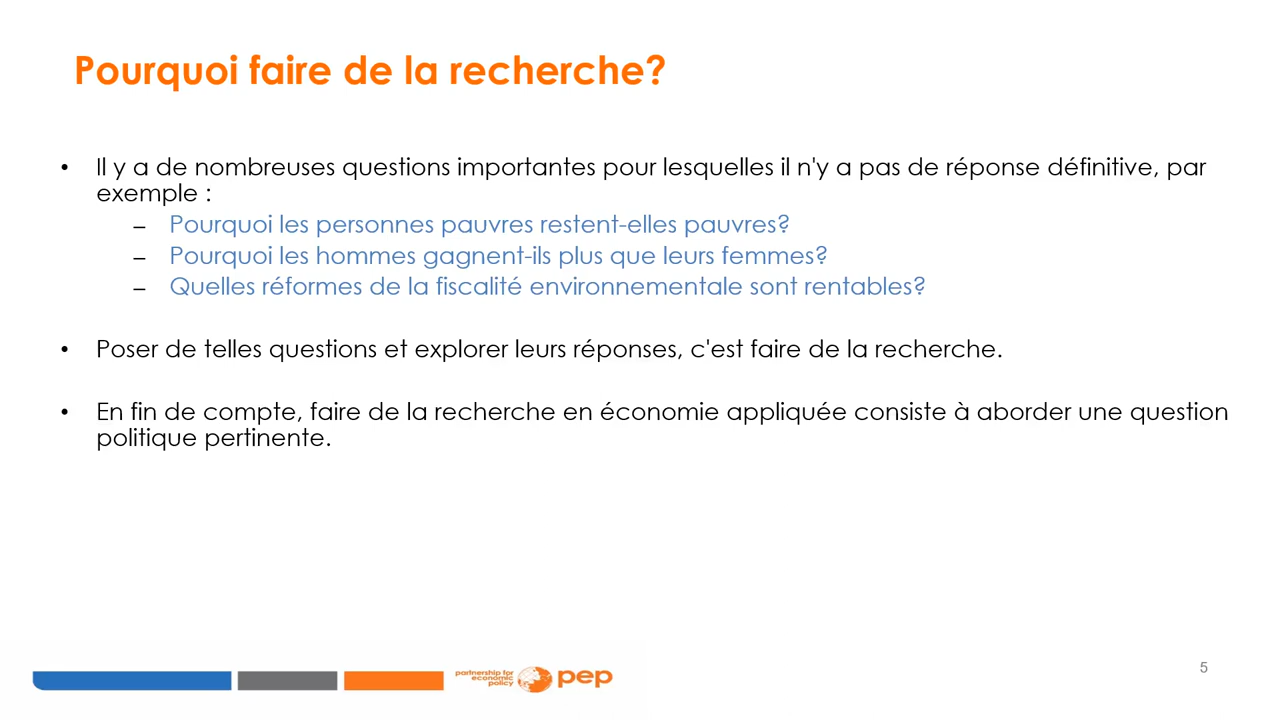 Pourquoi faire de la recherche?
• Il y a de nombreuses questions importantes pour lesquelles il n'y a pas de réponse définitive, par
exemple :
– Pourquoi les personnes pauvres restent-elles pauvres?
– Pourquoi les hommes gagnent-ils plus que leurs femmes?
– Quelles réformes de la fiscalité environnementale sont rentables?
• Poser de telles questions et explorer leurs réponses, c'est faire de la recherche.
• En fin de compte, faire de la recherche en économie appliquée consiste à aborder une question
politique pertinente.
partnership for
economic
policy
pep
5